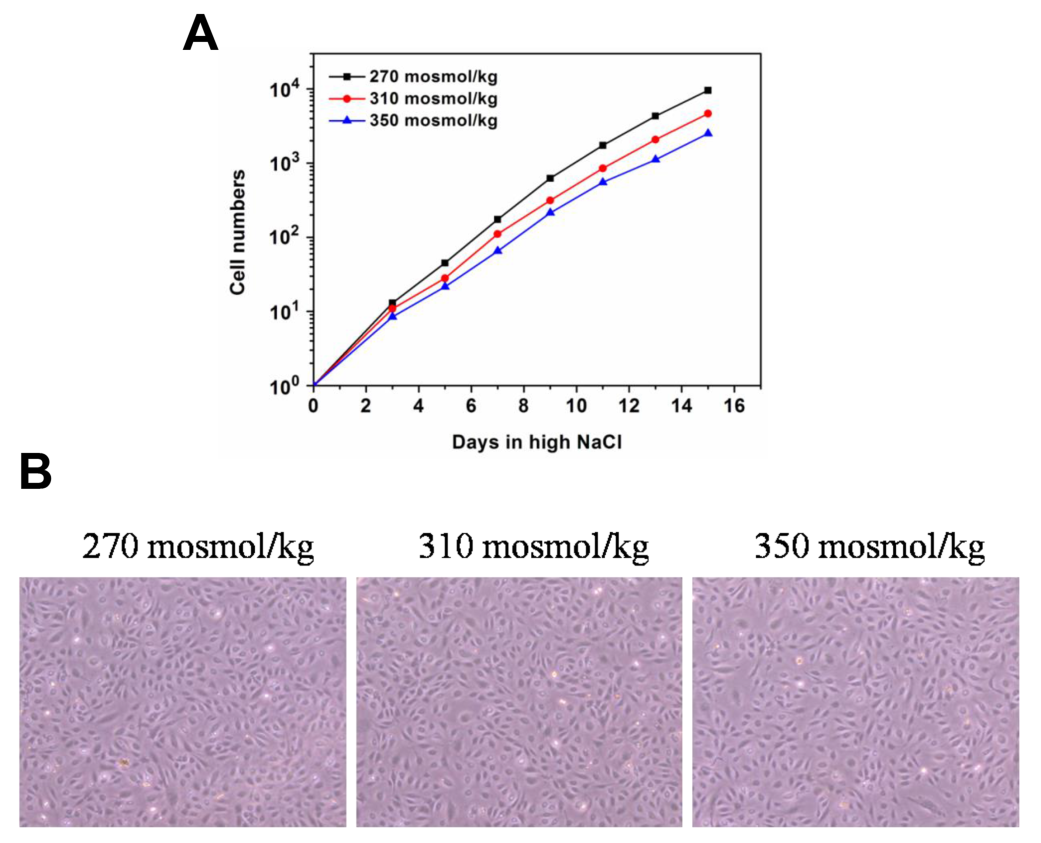 A
270 mosmol/kg
310 mosmol/kg
350 mosmol/kg
10⁴
10³
10²
10¹
10⁰
Cell numbers
0 2 4 6 8 10 12 14 16
Days in high NaCl
B
270 mosmol/kg 310 mosmol/kg 350 mosmol/kg